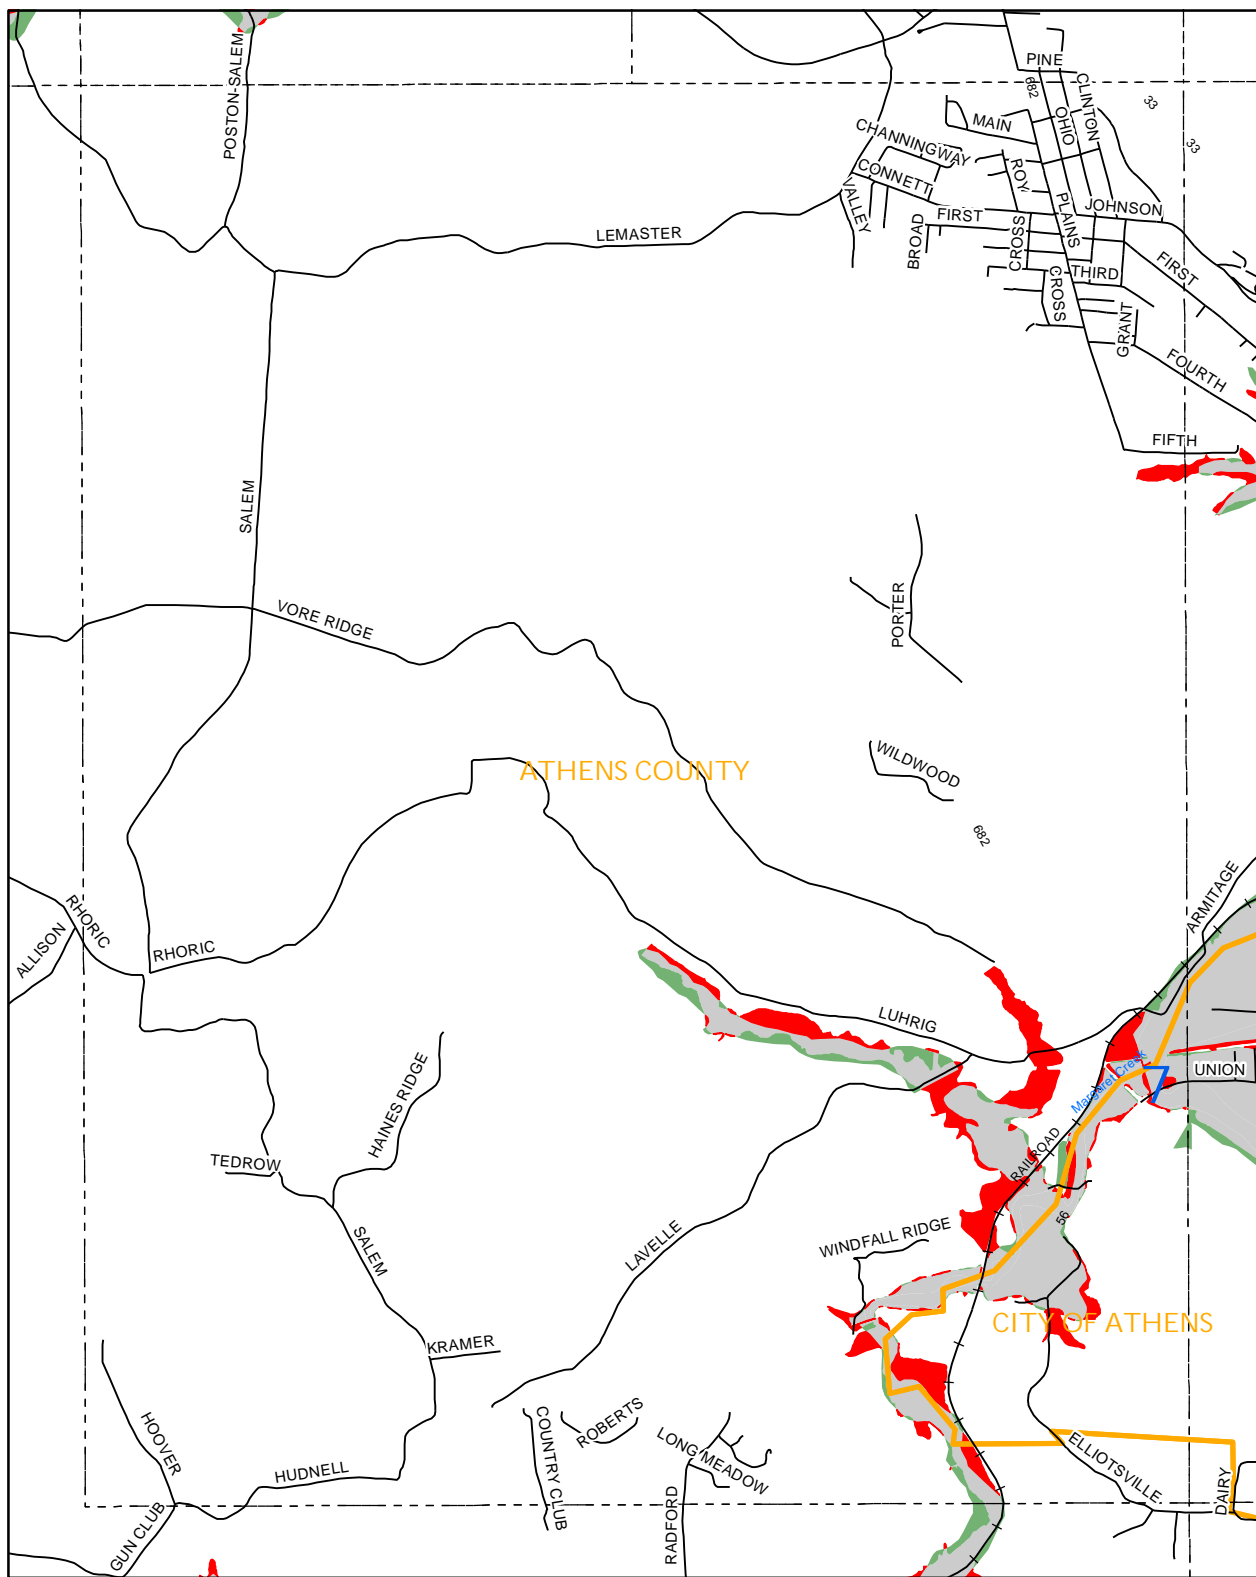 POSTON-SALEM
PINE
682
CLINTON
33
OHIO
MAIN
33
CHANNINGWAY
CONNETT
ROY
VALLEY
PLAINS
JOHNSON
FIRST
BROAD
CROSS
LEMASTER
THIRD
FIRST
CROSS
GRANT
FOURTH
FIFTH
SALEM
PORTER
VORE RIDGE
ATHENS COUNTY
WILDWOOD
682
ARMITAGE
RHORIC
ALLISON
RHORIC
LUHRIG
Margaret Creek
UNION
HAINES RIDGE
RAILROAD
TEDROW
56
SALEM
LAVELLE
WINDFALL RIDGE
CITY OF ATHENS
KRAMER
HOOVER
COUNTRY CLUB
ROBERTS
LONG MEADOW
ELLIOTSVILLE
HUDNELL
DAIRY
GUN CLUB
RADFORD